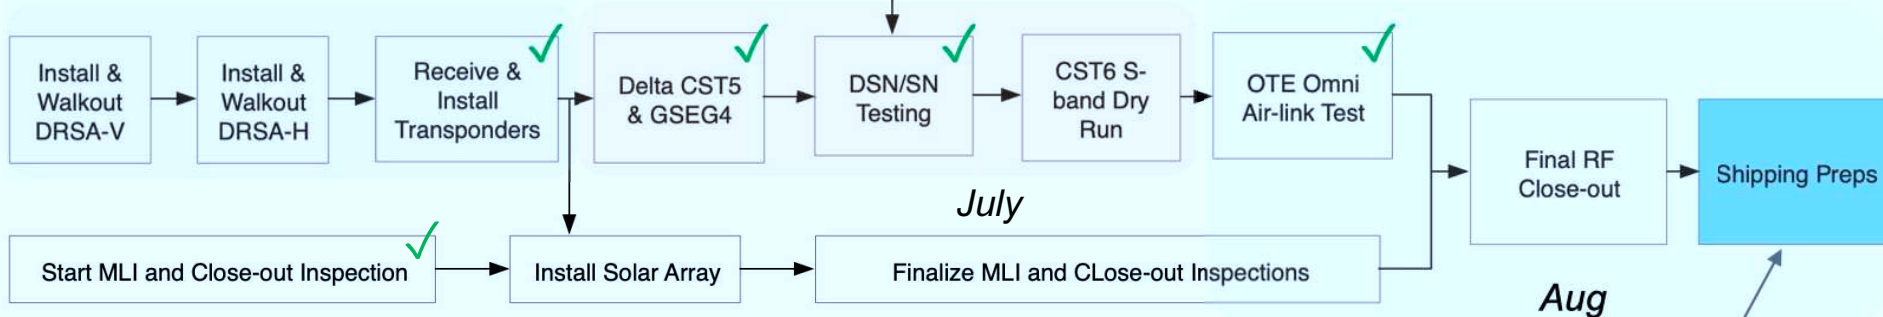 Install &
Walkout
DRSA-V
Install &
Walkout
DRSA-H
Receive &
Install
Transponders
Delta CST5
& GSEG4
DSN/SN
Testing
CST6 S-
band Dry
Run
OTE Omni
Air-link Test
Final RF
Close-out
Shipping Preps
July
Start MLI and Close-out Inspection
Install Solar Array
Finalize MLI and CLose-out Inspections
Aug